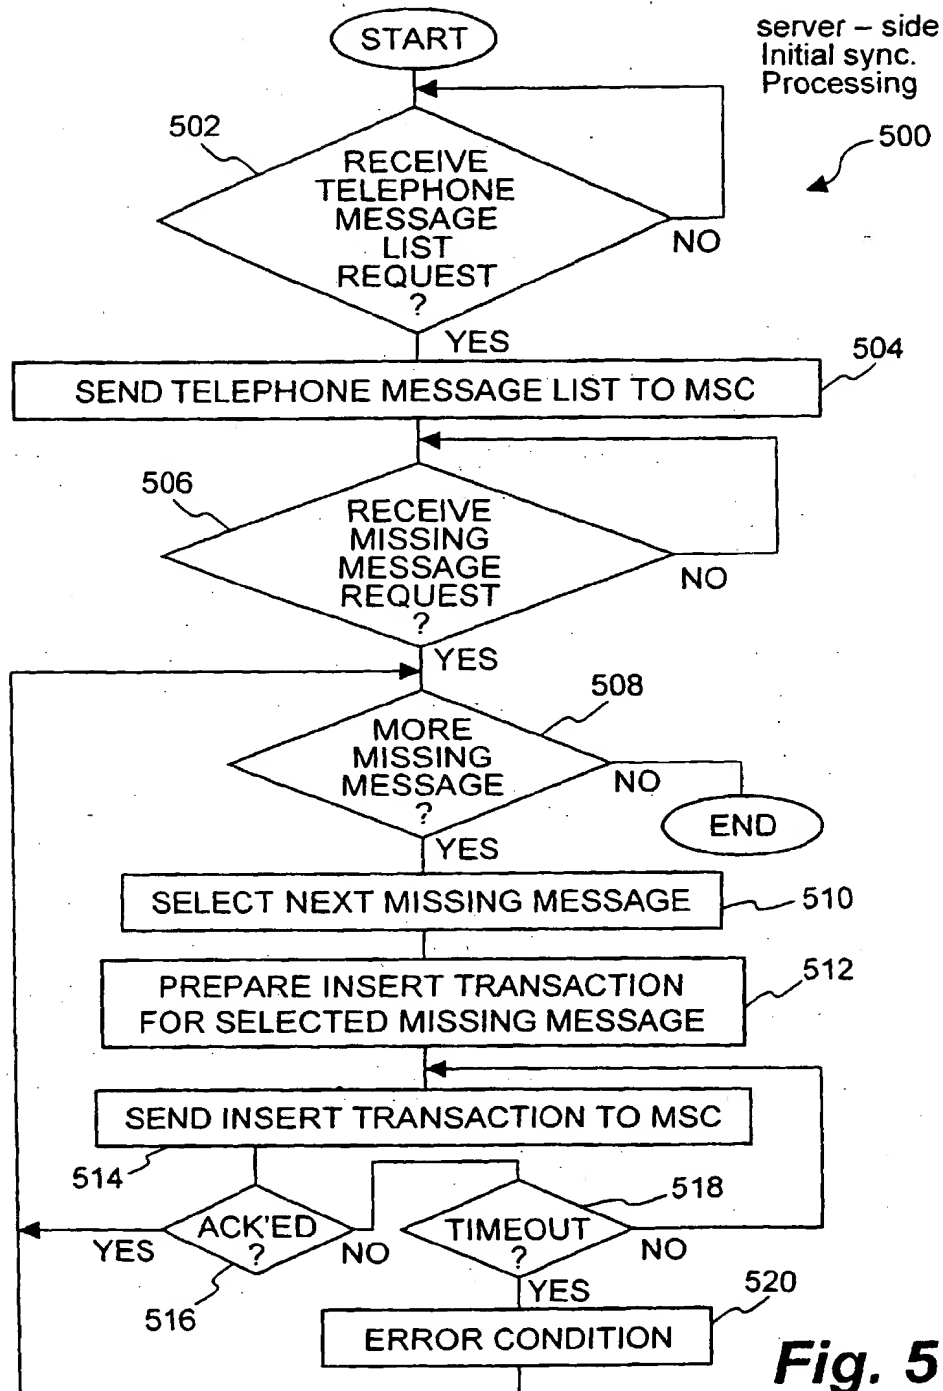 START
server – side
Initial sync.
Processing
500
502
RECEIVE
TELEPHONE
MESSAGE
LIST
REQUEST
?
NO
YES
504
SEND TELEPHONE MESSAGE LIST TO MSC
506
RECEIVE
MISSING
MESSAGE
REQUEST
?
NO
YES
508
MORE
MISSING
MESSAGE
?
NO
END
YES
SELECT NEXT MISSING MESSAGE
510
PREPARE INSERT TRANSACTION
FOR SELECTED MISSING MESSAGE
512
SEND INSERT TRANSACTION TO MSC
514
518
ACK'ED
?
YES
NO
516
TIMEOUT
?
NO
YES
520
ERROR CONDITION
Fig. 5